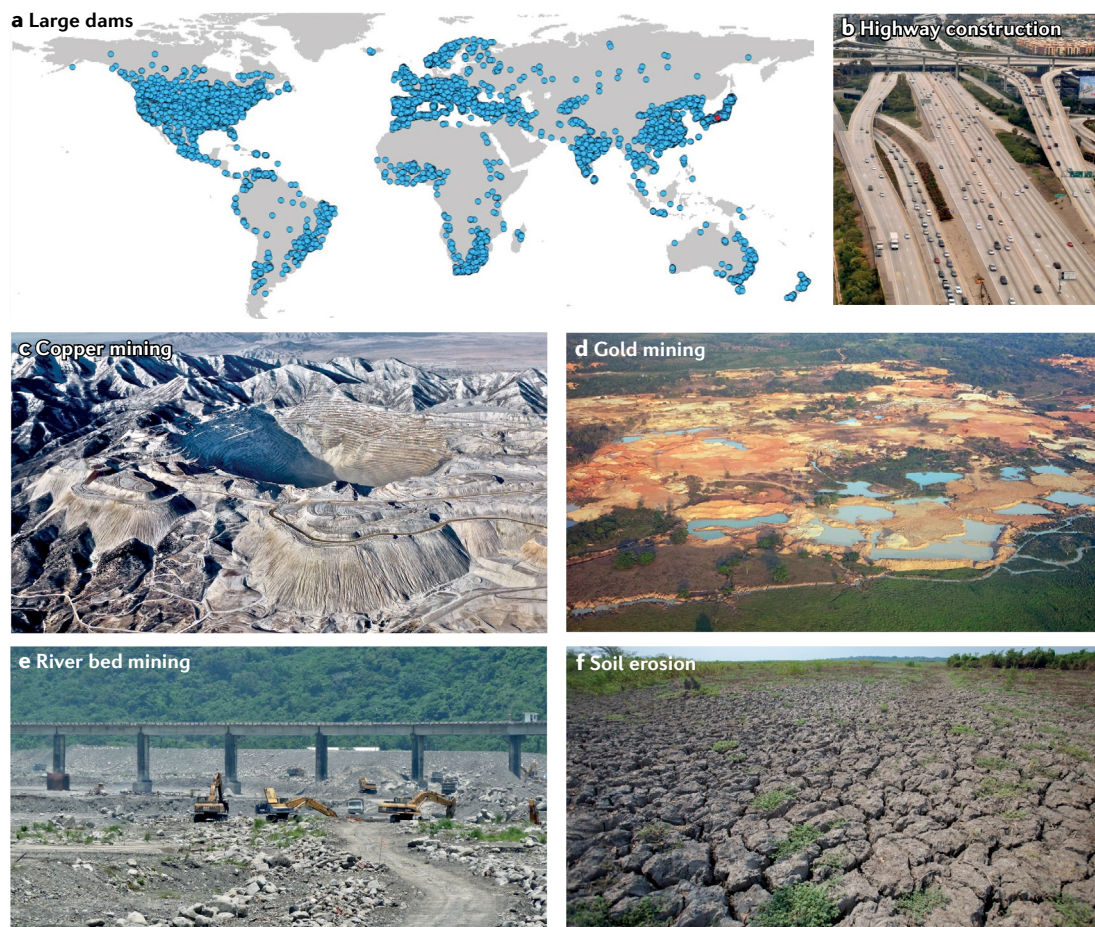 a Large dams
b Highway construction
c Copper mining
d Gold mining
e River bed mining
f Soil erosion